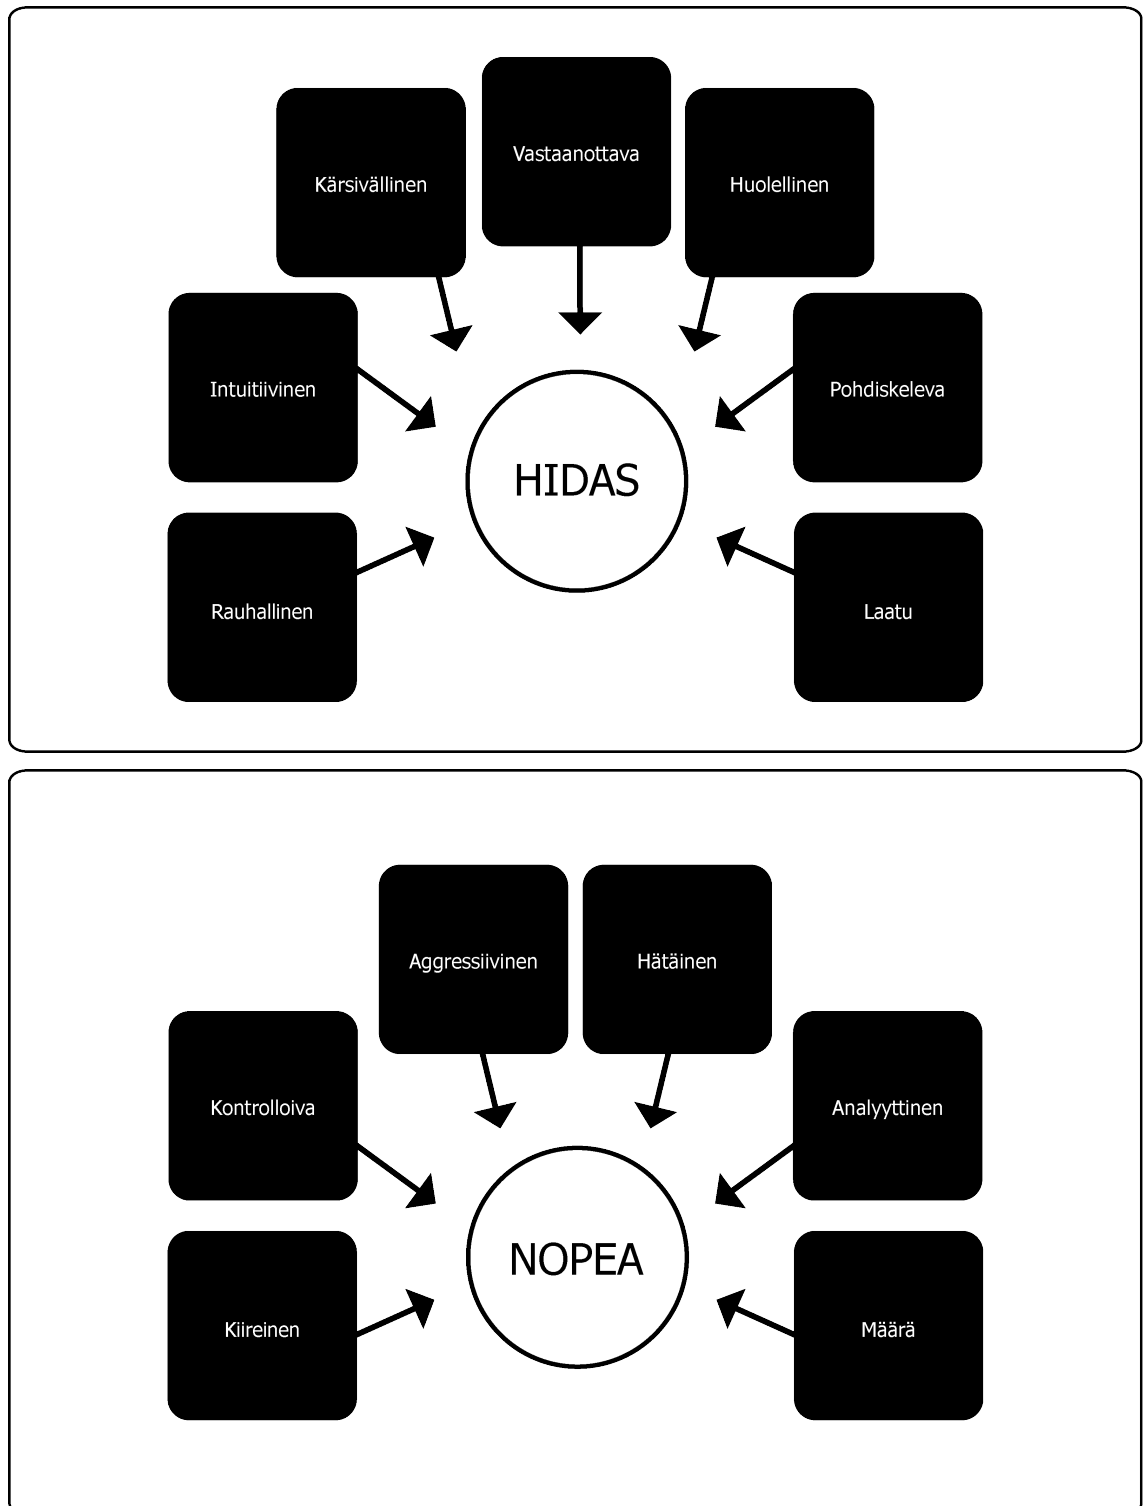 Vastaanottava
Kärsivällinen
Huolellinen
Intuitiivinen
Pohdiskeleva
HIDAS
Rauhallinen
Laatu
Aggressiivinen
Hätäinen
Kontrolloiva
Analyyttinen
NOPEA
Kiireinen
Määrä